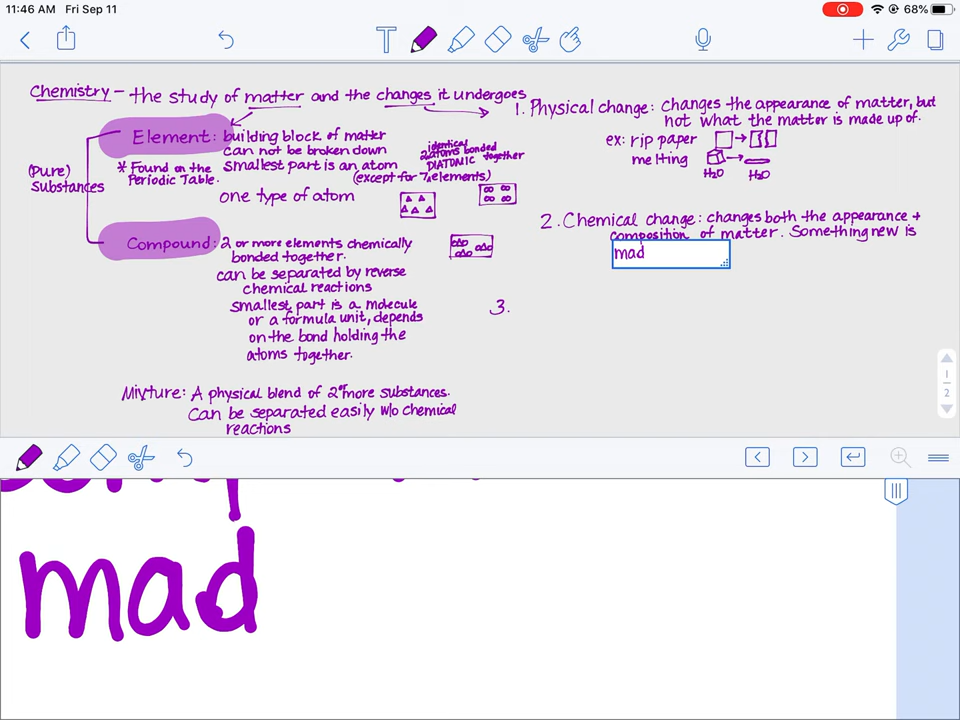 11:46 AM Fri Sep 11
68%
T
Chemistry – the study of matter and the changes it undergoes
Element: building block of matter
can not be broken down
smallest part is an atom
(except for 7 elements)
identical
2 atoms bonded
DIATONIC together
* Found on the
Periodic Table.
one type of atom
(Pure)
Substances
Compound: 2 or more elements chemically
bonded together.
can be separated by reverse
chemical reactions
smallest part is a molecule
or a formula unit, depends
on the bond holding the
atoms together.
Mixture: A physical blend of 2 or more substances.
Can be separated easily w/o chemical
reactions
1. Physical change: changes the appearance of matter, but
not what the matter is made up of.
ex: rip paper
melting
H2O H2O
2. Chemical change: changes both the appearance +
composition of matter. Something new is
mad
3.
1
2
mad